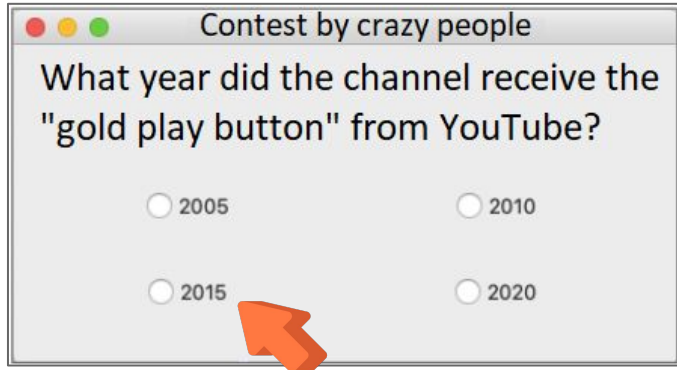 Contest by crazy people
What year did the channel receive the
"gold play button" from YouTube?
2005 2010
2015 2020